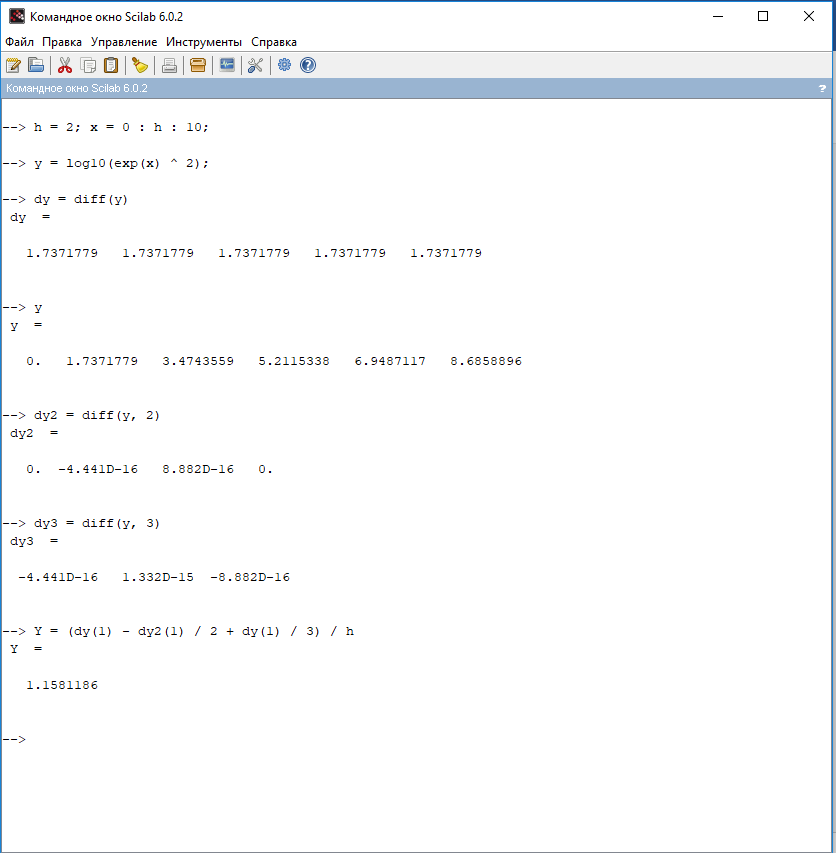 Командное окно Scilab 6.0.2
Файл Правка Управление Инструменты Справка
Командное окно Scilab 6.0.2 ?
--> h = 2; x = 0 : h : 10;
--> y = log10(exp(x) ^ 2);
--> dy = diff(y)
dy =
1.7371779 1.7371779 1.7371779 1.7371779 1.7371779
--> y
y =
0. 1.7371779 3.4743559 5.2115338 6.9487117 8.6858896
--> dy2 = diff(y, 2)
dy2 =
0. -4.441D-16 8.882D-16 0.
--> dy3 = diff(y, 3)
dy3 =
-4.441D-16 1.332D-15 -8.882D-16
--> Y = (dy(1) - dy2(1) / 2 + dy(1) / 3) / h
Y =
1.1581186
-->